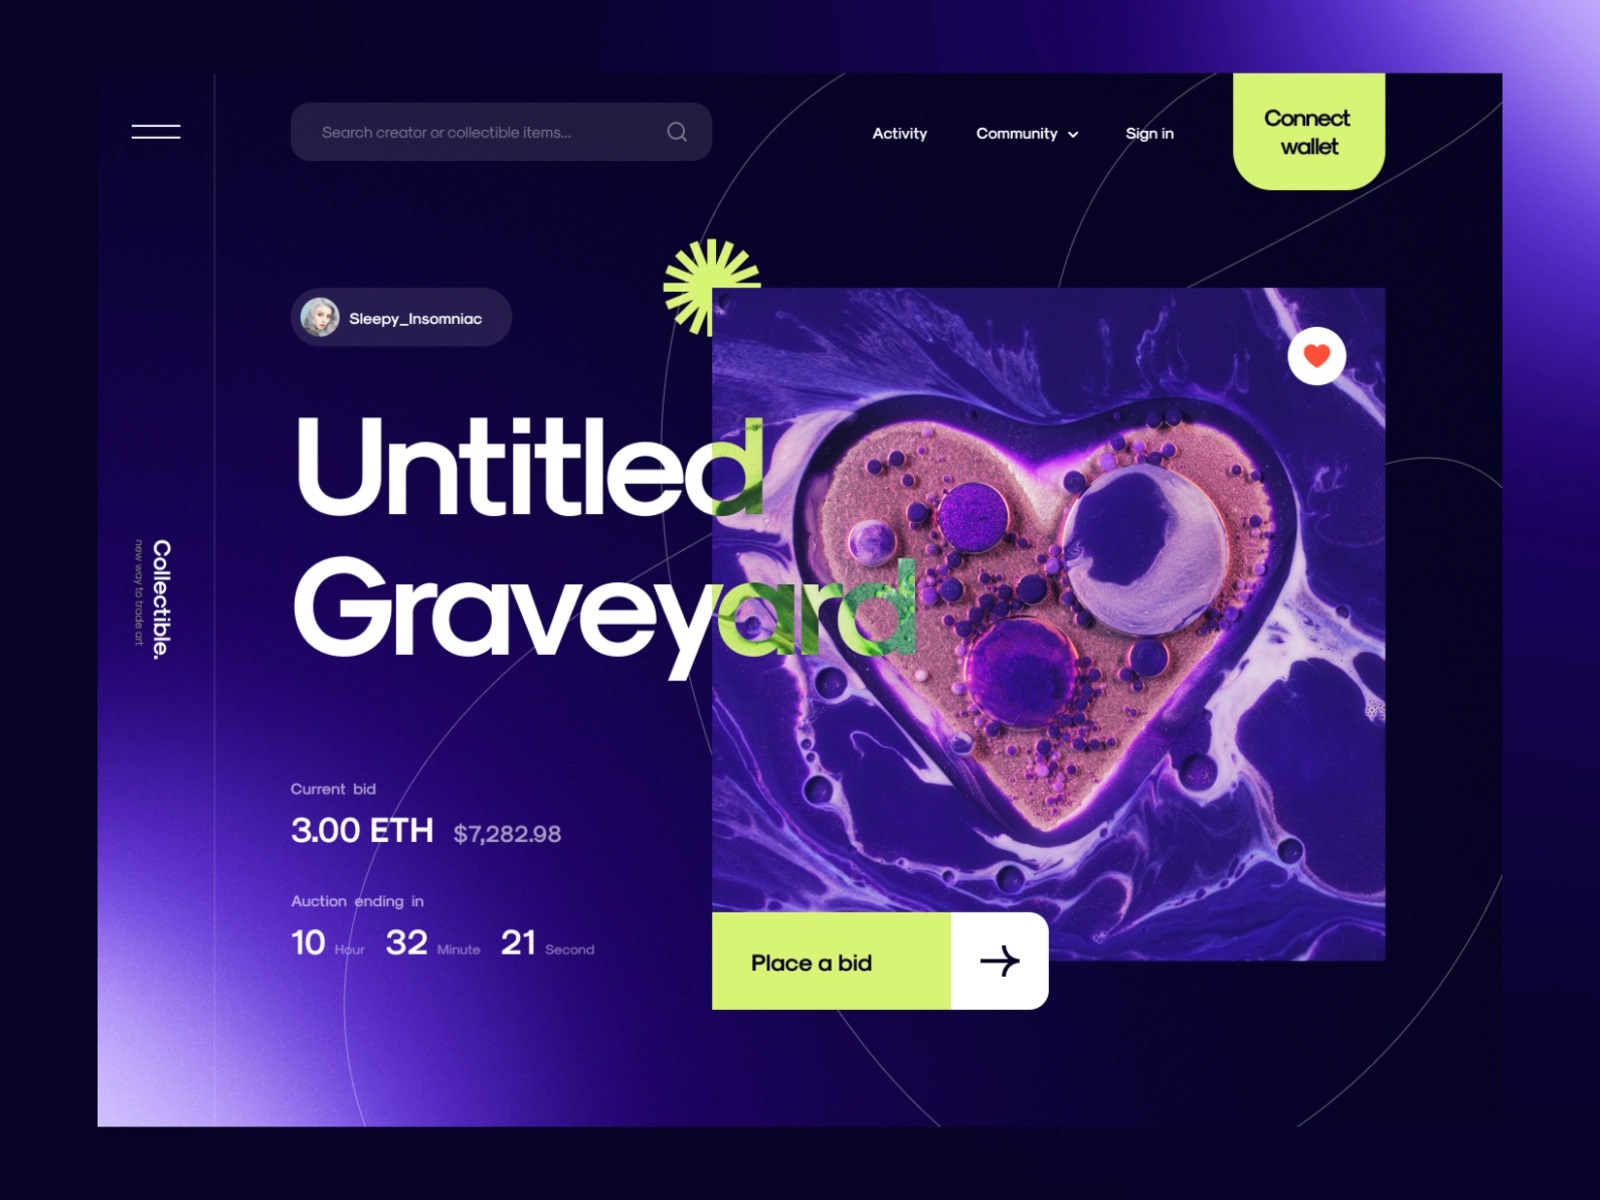 Search creator or collectible items...
Activity
Community
Sign in
Connect
wallet
Sleepy_Insomniac
Untitled
Graveyard
Collectible.
new way to trade art
Current bid
3.00 ETH $7,282.98
Auction ending in
10 Hour 32 Minute 21 Second
Place a bid